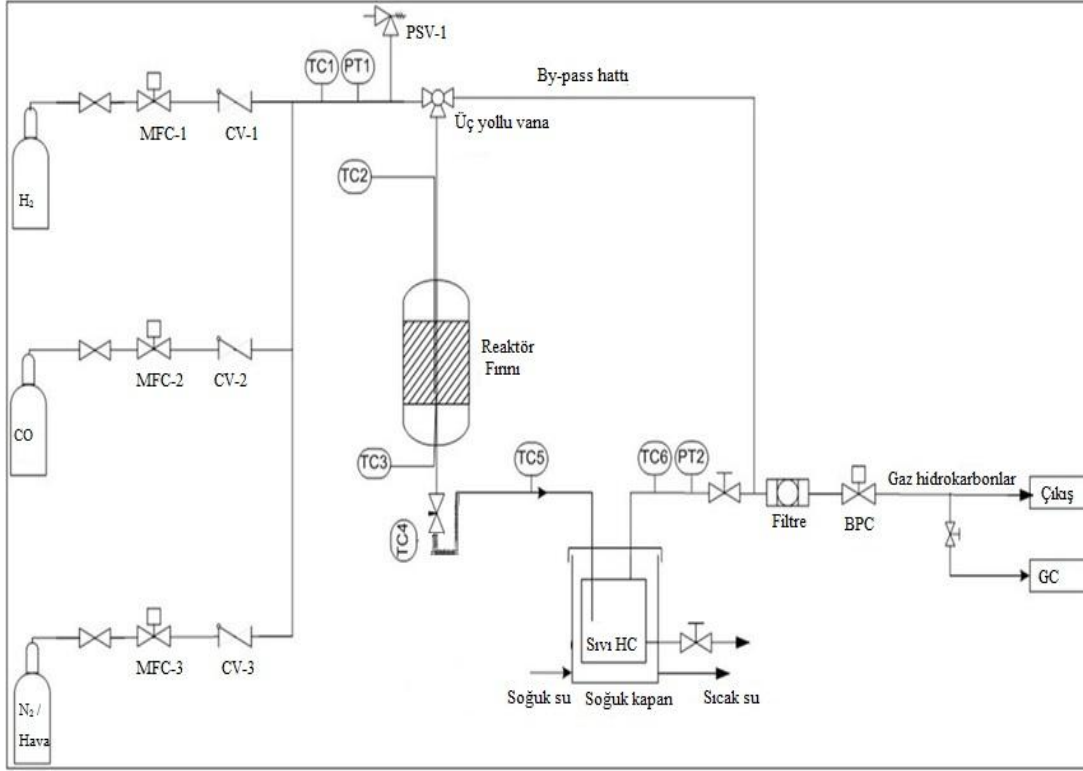 PSV-1
TC1
PT1
By-pass hattı
MFC-1
CV-1
Üç yollu vana
TC2
H₂
Reaktör
Fırını
MFC-2
CV-2
CO
TC3
TC5
TC6
PT2
Gaz hidrokarbonlar
Çıkış
TC4
Filtre
BPC
GC
Sıvı HC
MFC-3
CV-3
Soğuk su
Soğuk kapan
Sıcak su
N₂ /
Hava